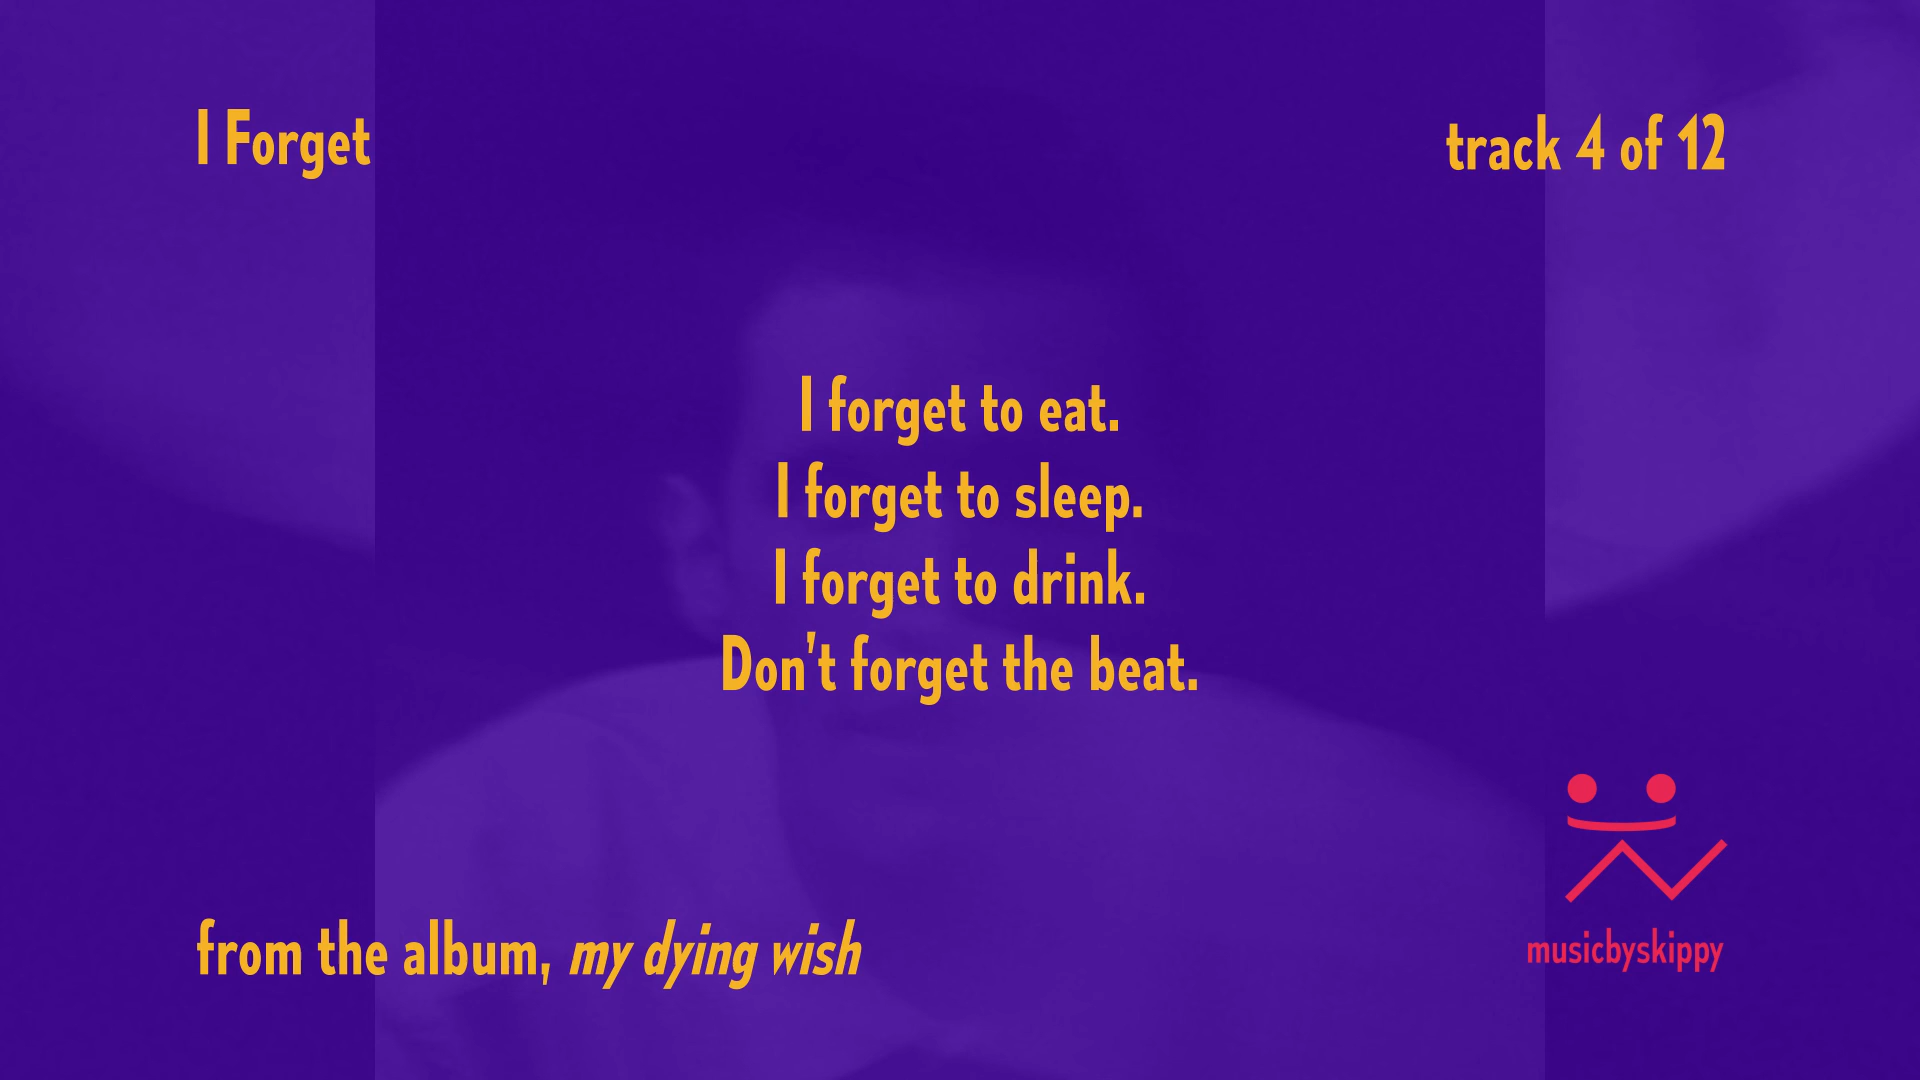 I Forget
track 4 of 12
I forget to eat.
I forget to sleep.
I forget to drink.
Don't forget the beat.
from the album, my dying wish
musicbyskippy